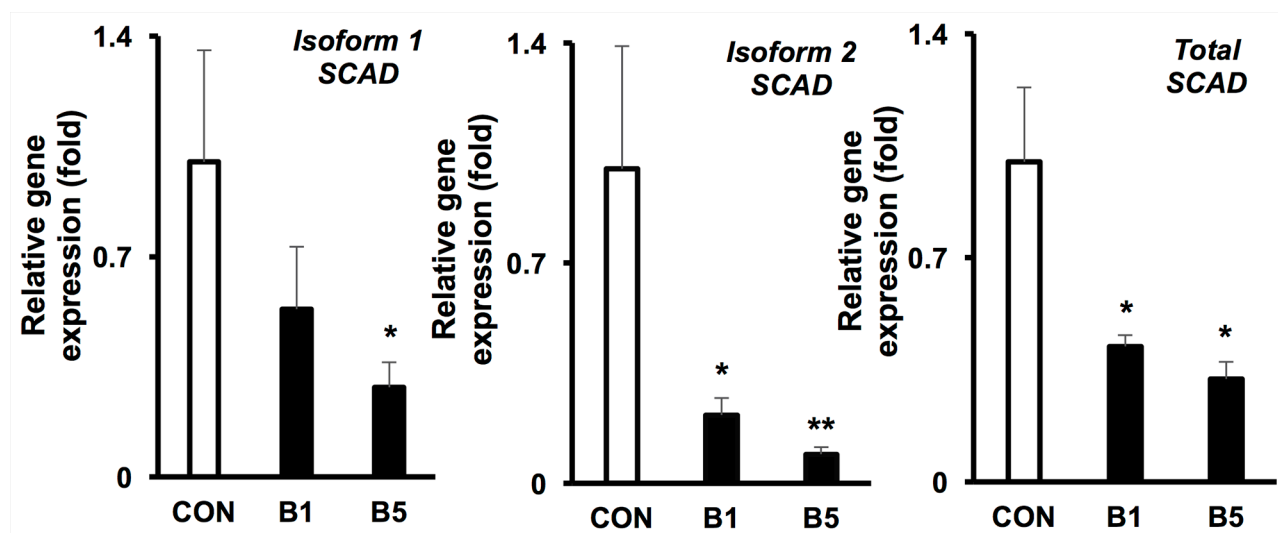 Relative gene
expression (fold)
1.4
0.7
0
Isoform 1
SCAD
*
CON B1 B5
Relative gene
expression (fold)
1.4
0.7
0
Isoform 2
SCAD
*
**
CON B1 B5
Relative gene
expression (fold)
1.4
0.7
0
Total
SCAD
*
*
CON B1 B5